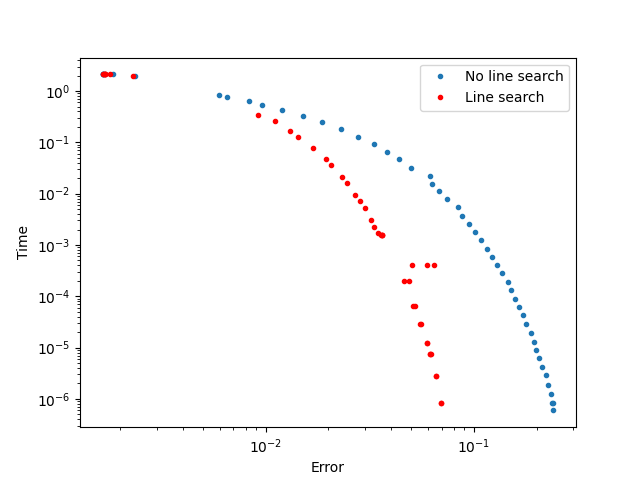 No line search
Line search
10⁰
10⁻¹
10⁻²
10⁻³
10⁻⁴
10⁻⁵
10⁻⁶
Time
10⁻²
10⁻¹
Error